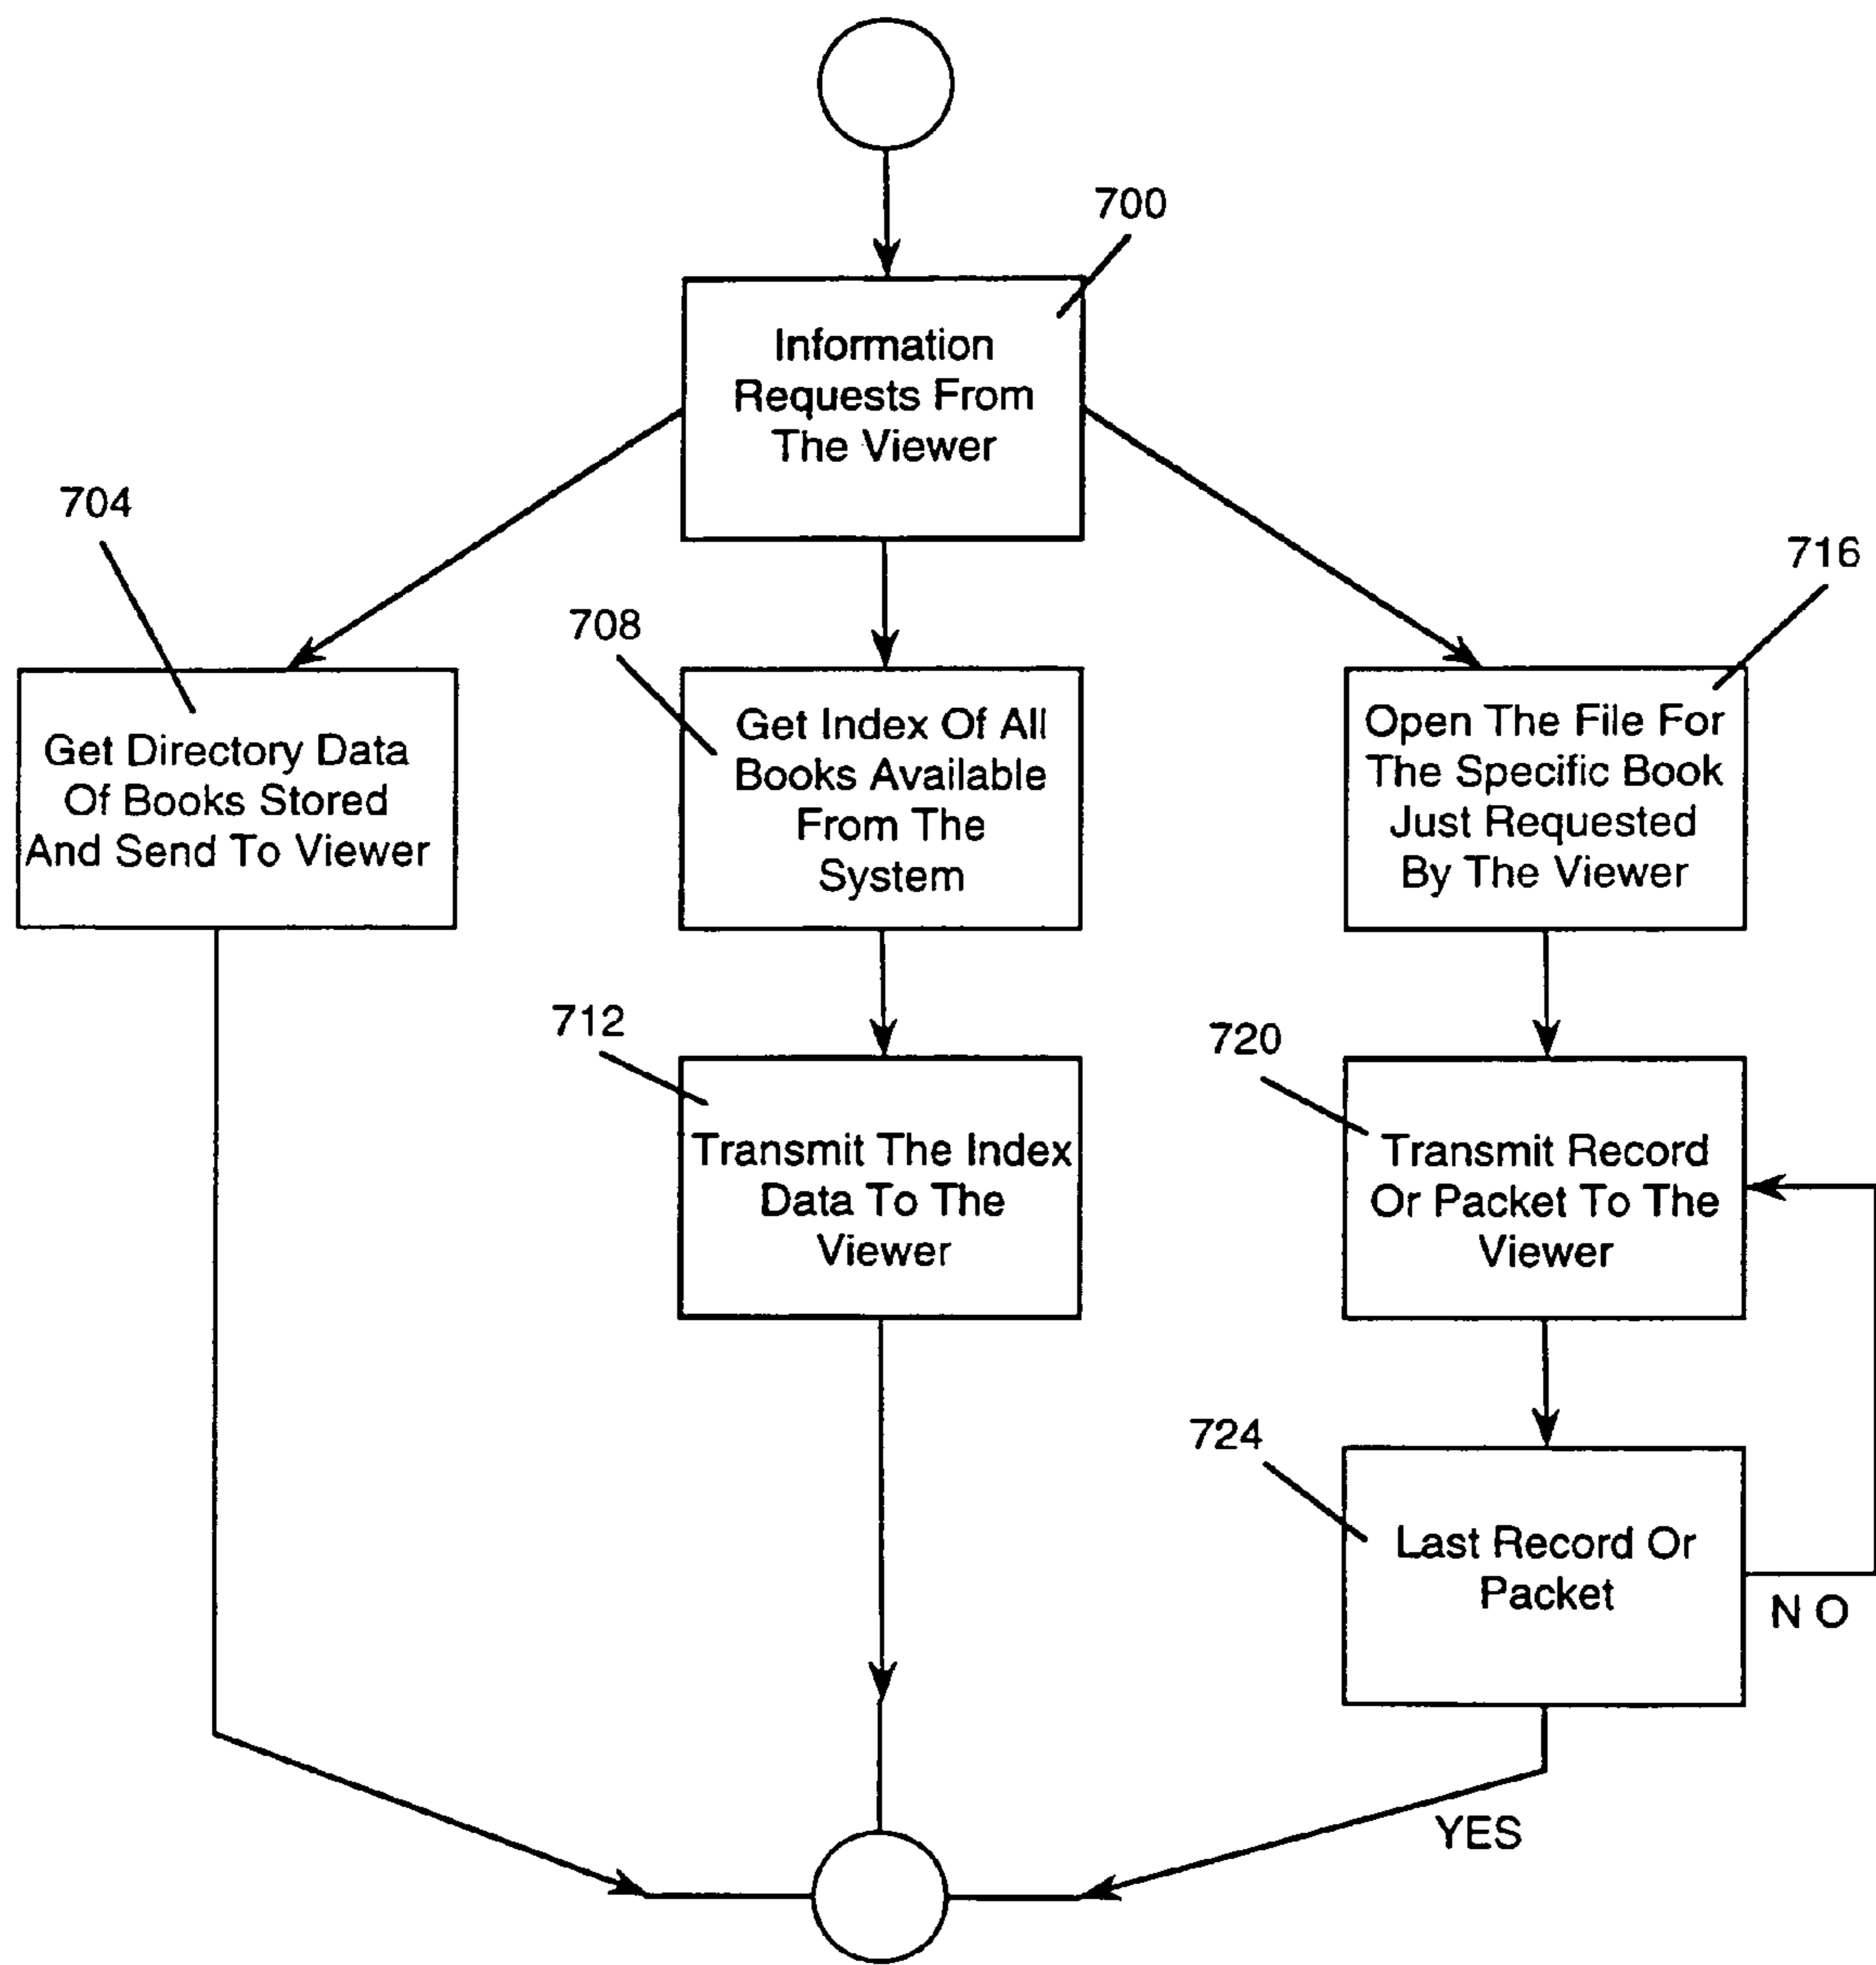 700
Information
Requests From
The Viewer
704
Get Directory Data
Of Books Stored
And Send To Viewer
708
Get Index Of All
Books Available
From The
System
716
Open The File For
The Specific Book
Just Requested
By The Viewer
712
Transmit The Index
Data To The
Viewer
720
Transmit Record
Or Packet To The
Viewer
724
Last Record Or
Packet
NO
YES